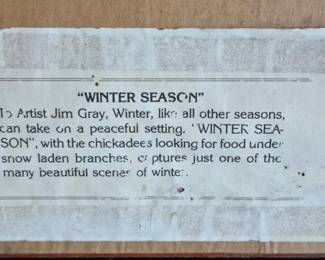 "WINTER SEASON"
To Artist Jim Gray, Winter, like all other seasons,
can take on a peaceful setting. "WINTER SEA-
SON", with the chickadees looking for food under
snow laden branches, captures just one of the
many beautiful scenes of winter.